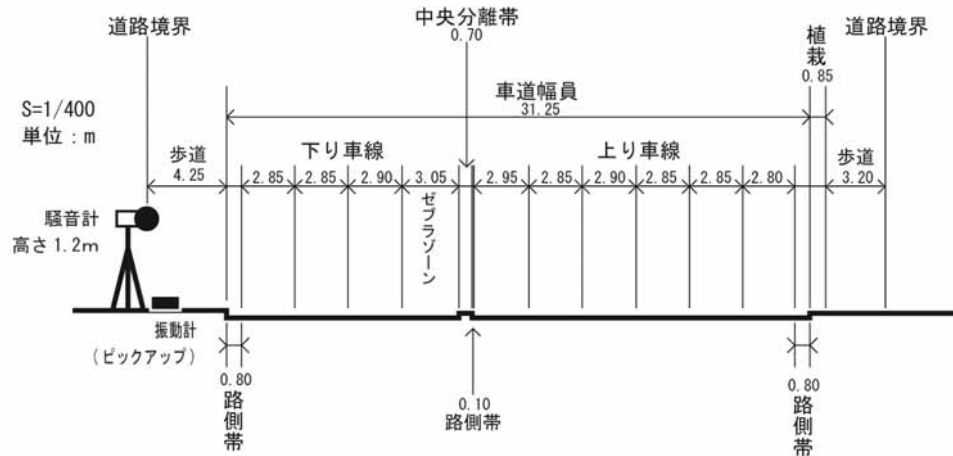 道路境界
中央分離帯
0.70
植栽
0.85
道路境界
S=1/400
単位：m
車道幅員
31.25
歩道
4.25
下り車線
上り車線
歩道
3.20
2.85
2.85
2.90
3.05
2.95
2.85
2.90
2.85
2.85
2.80
ゼブラゾーン
騒音計
高さ1.2m
振動計
（ピックアップ）
0.80
路側帯
0.10
路側帯
0.80
路側帯